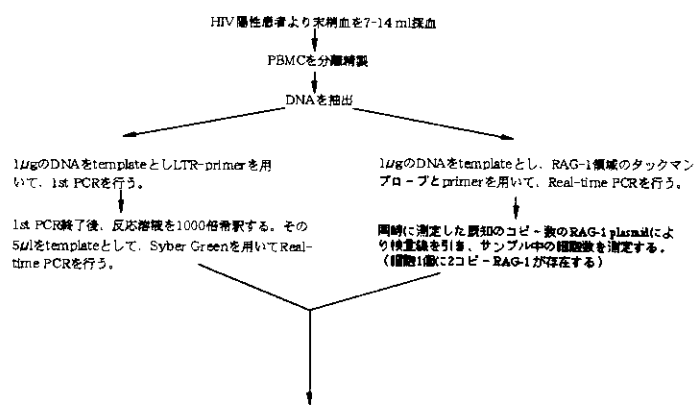 HIV陽性患者より末梢血を7-14 ml採血
PBMCを分離精製
DNAを抽出
1μgのDNAをtemplateとしLTR-primerを用
いて、1st PCRを行う。
1st PCR終了後、反応溶液を1000倍希釈する。その
5μlをtemplateとして、Syber Greenを用いてReal-
time PCRを行う。
1μgのDNAをtemplateとし、RAG-1領域のタックマン
プローブとprimerを用いて、Real-time PCRを行う。
同時に測定した既知のコピー数のRAG-1 plasmidによ
り検量線を引き、サンプル中の細胞数を測定する。
(細胞1個に2コピーRAG-1が存在する)